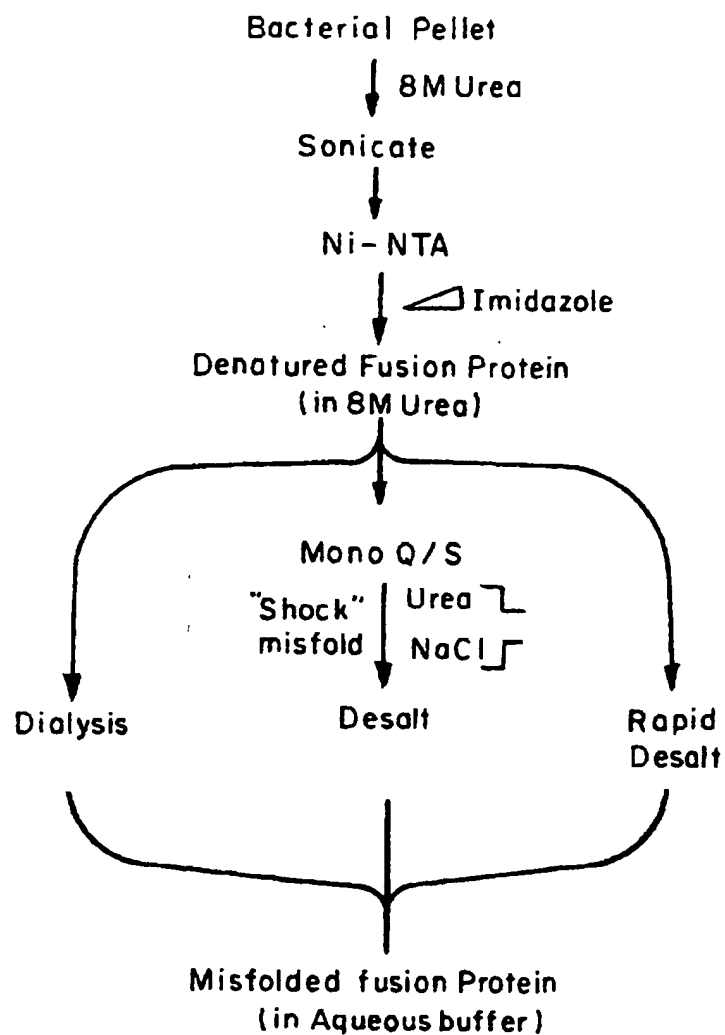 Bacterial Pellet
8M Urea
Sonicate
Ni-NTA
Imidazole
Denatured Fusion Protein
(in 8M Urea)
Mono Q/S
"Shock"
misfold
Urea
NaCl
Dialysis
Desalt
Rapid
Desalt
Misfolded fusion Protein
(in Aqueous buffer)